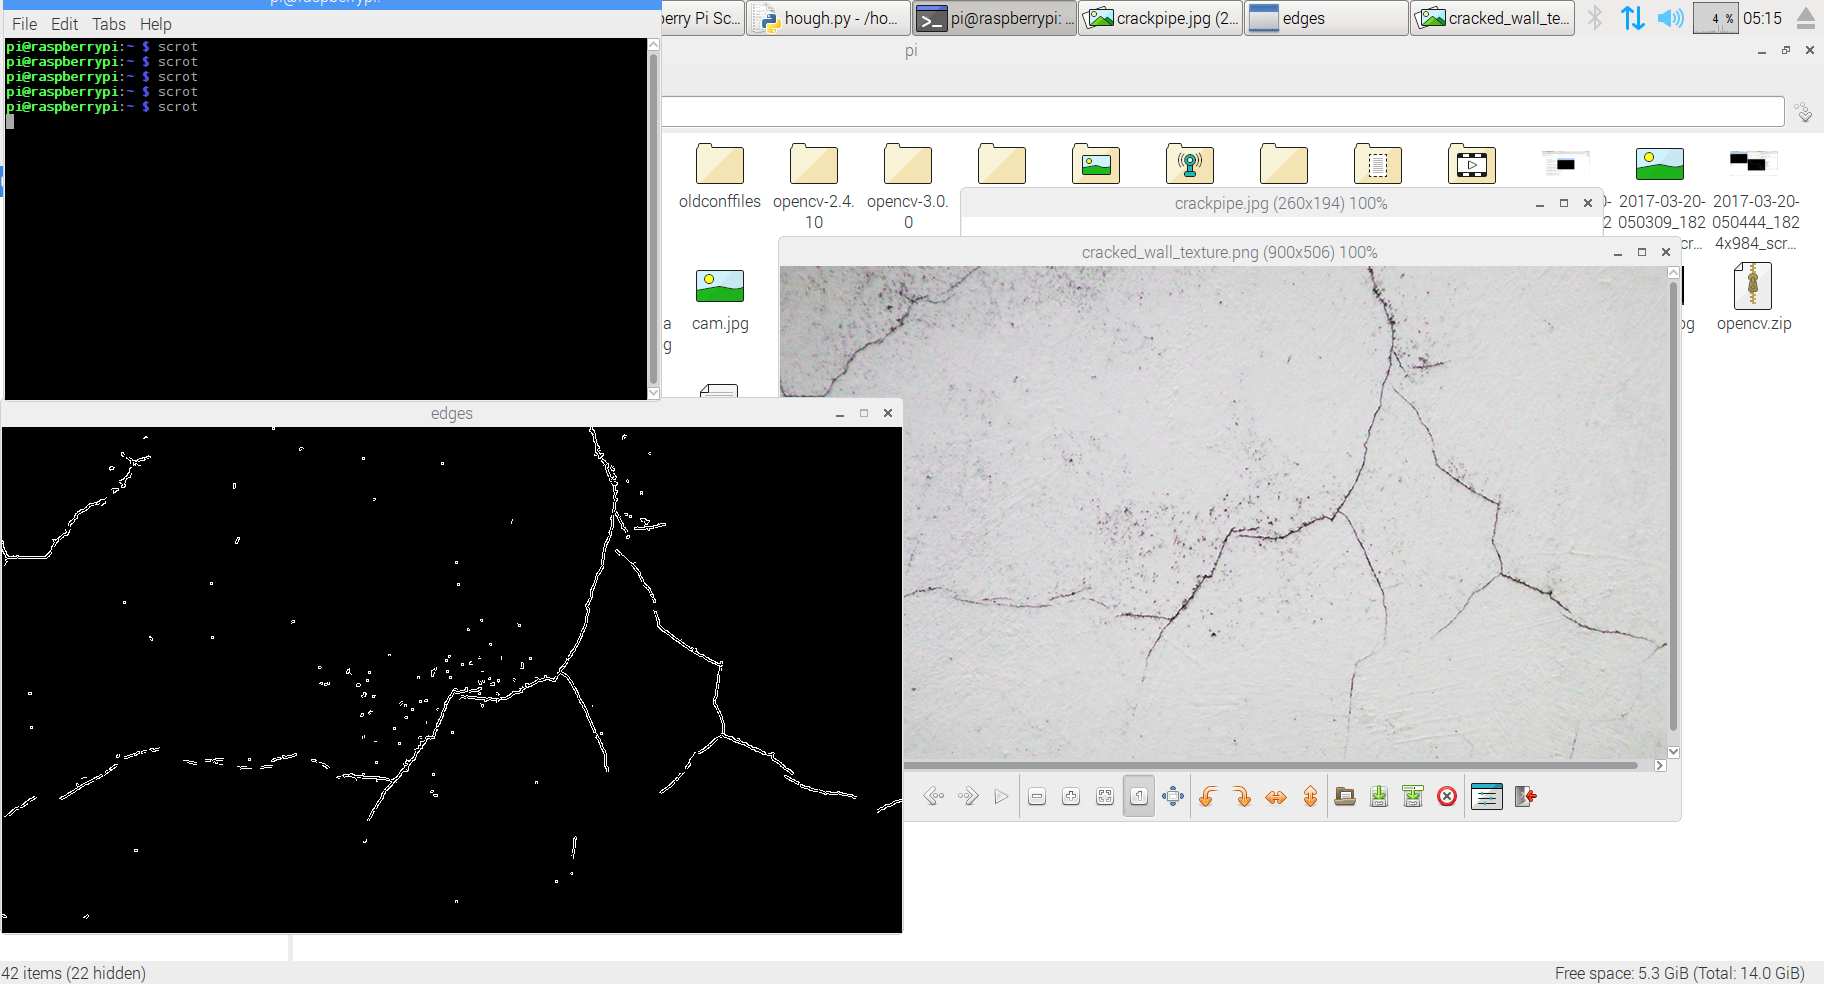 pi@raspberrypi:
File Edit Tabs Help
pi@raspberrypi:~ $ scrot
pi@raspberrypi:~ $ scrot
pi@raspberrypi:~ $ scrot
pi@raspberrypi:~ $ scrot
pi@raspberrypi:~ $ scrot
erry Pi Sc...
hough.py - /ho...
pi@raspberrypi: ...
crackpipe.jpg (2...
edges
cracked_wall_te...
4 %
05:15
pi
oldconffiles
opencv-2.4.
10
opencv-3.0.
0
2017-03-20-
050309_182
cr...
2017-03-20-
050444_182
4x984_scr...
crackpipe.jpg (260x194) 100%
cracked_wall_texture.png (900x506) 100%
a
g
cam.jpg
opencv.zip
edges
42 items (22 hidden)
Free space: 5.3 GiB (Total: 14.0 GiB)